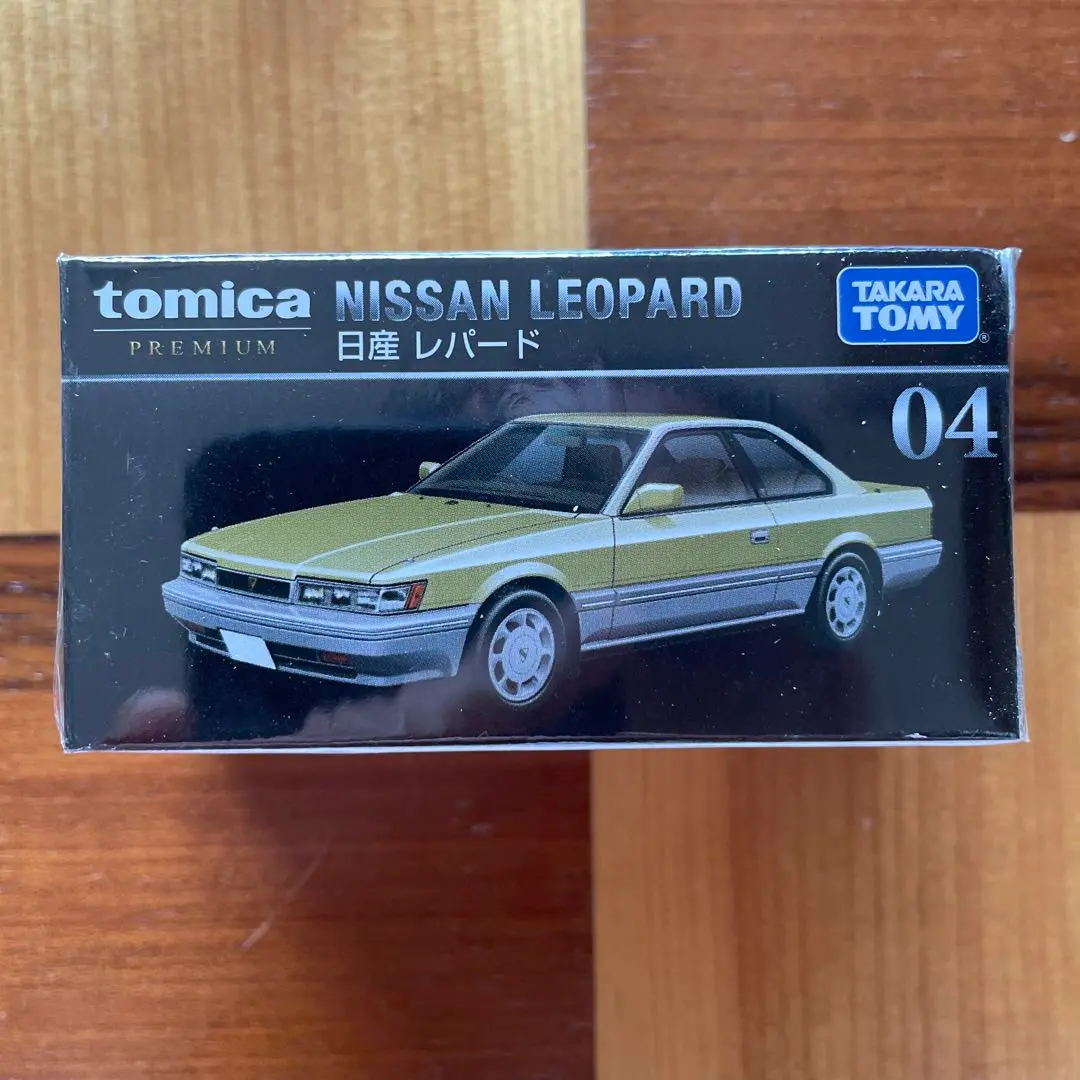 tomica
PREMIUM
NISSAN LEOPARD
日産 レパード
TAKARA
TOMY
®
04